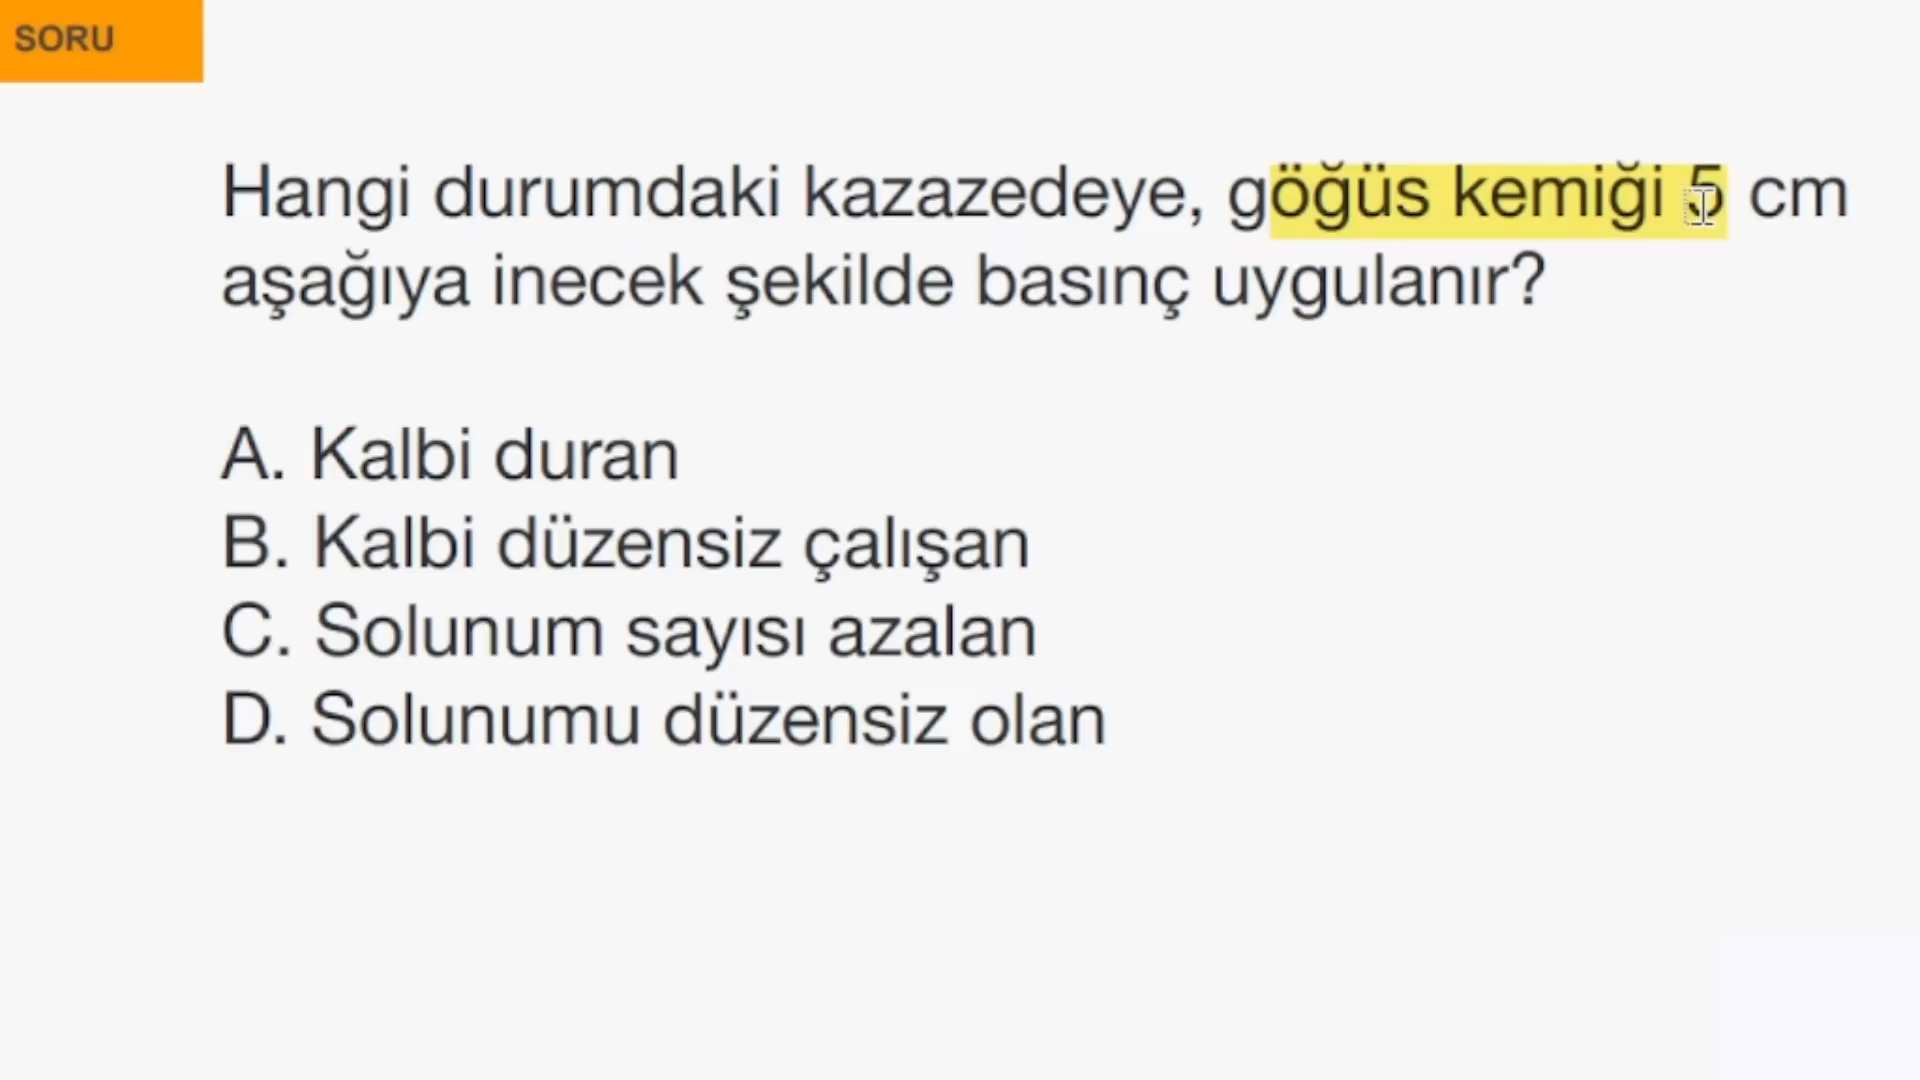 SORU
Hangi durumdaki kazazedeye, göğüs kemiği 5 cm
aşağıya inecek şekilde basınç uygulanır?
A. Kalbi duran
B. Kalbi düzensiz çalışan
C. Solunum sayısı azalan
D. Solunumu düzensiz olan